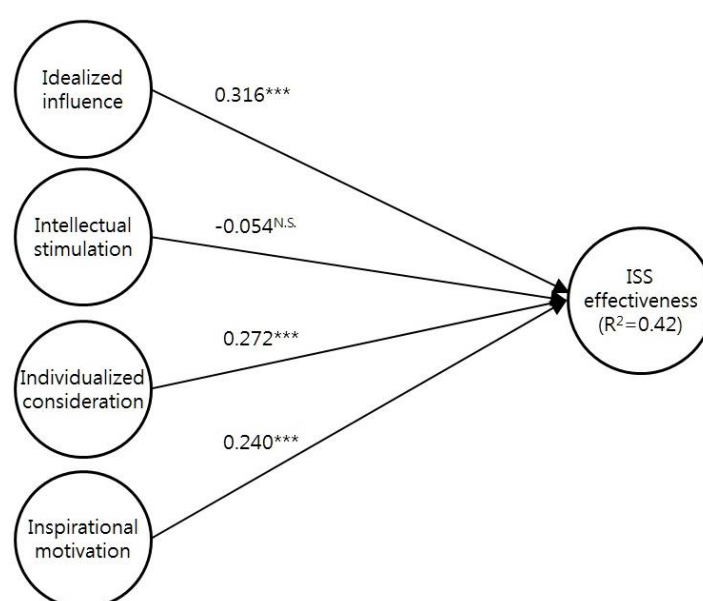 Idealized
influence
0.316***
Intellectual
stimulation
-0.054N.S.
ISS
effectiveness
(R²=0.42)
Individualized
consideration
0.272***
0.240***
Inspirational
motivation